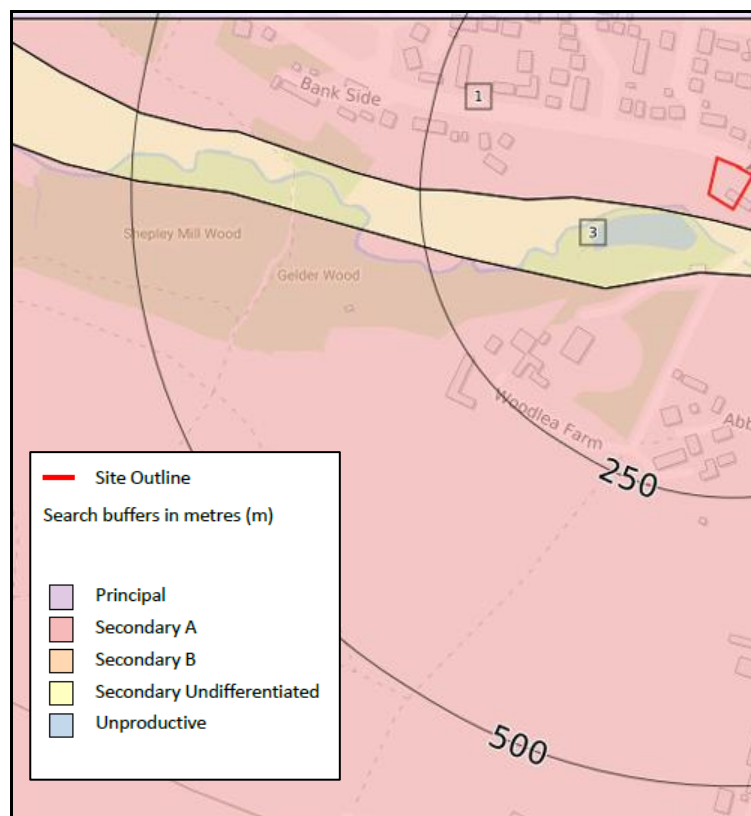 Bank Side
1
3
Shepley Mill Wood
Gelder Wood
Woodlea Farm
Abb
250
500
Site Outline
Search buffers in metres (m)
Principal
Secondary A
Secondary B
Secondary Undifferentiated
Unproductive